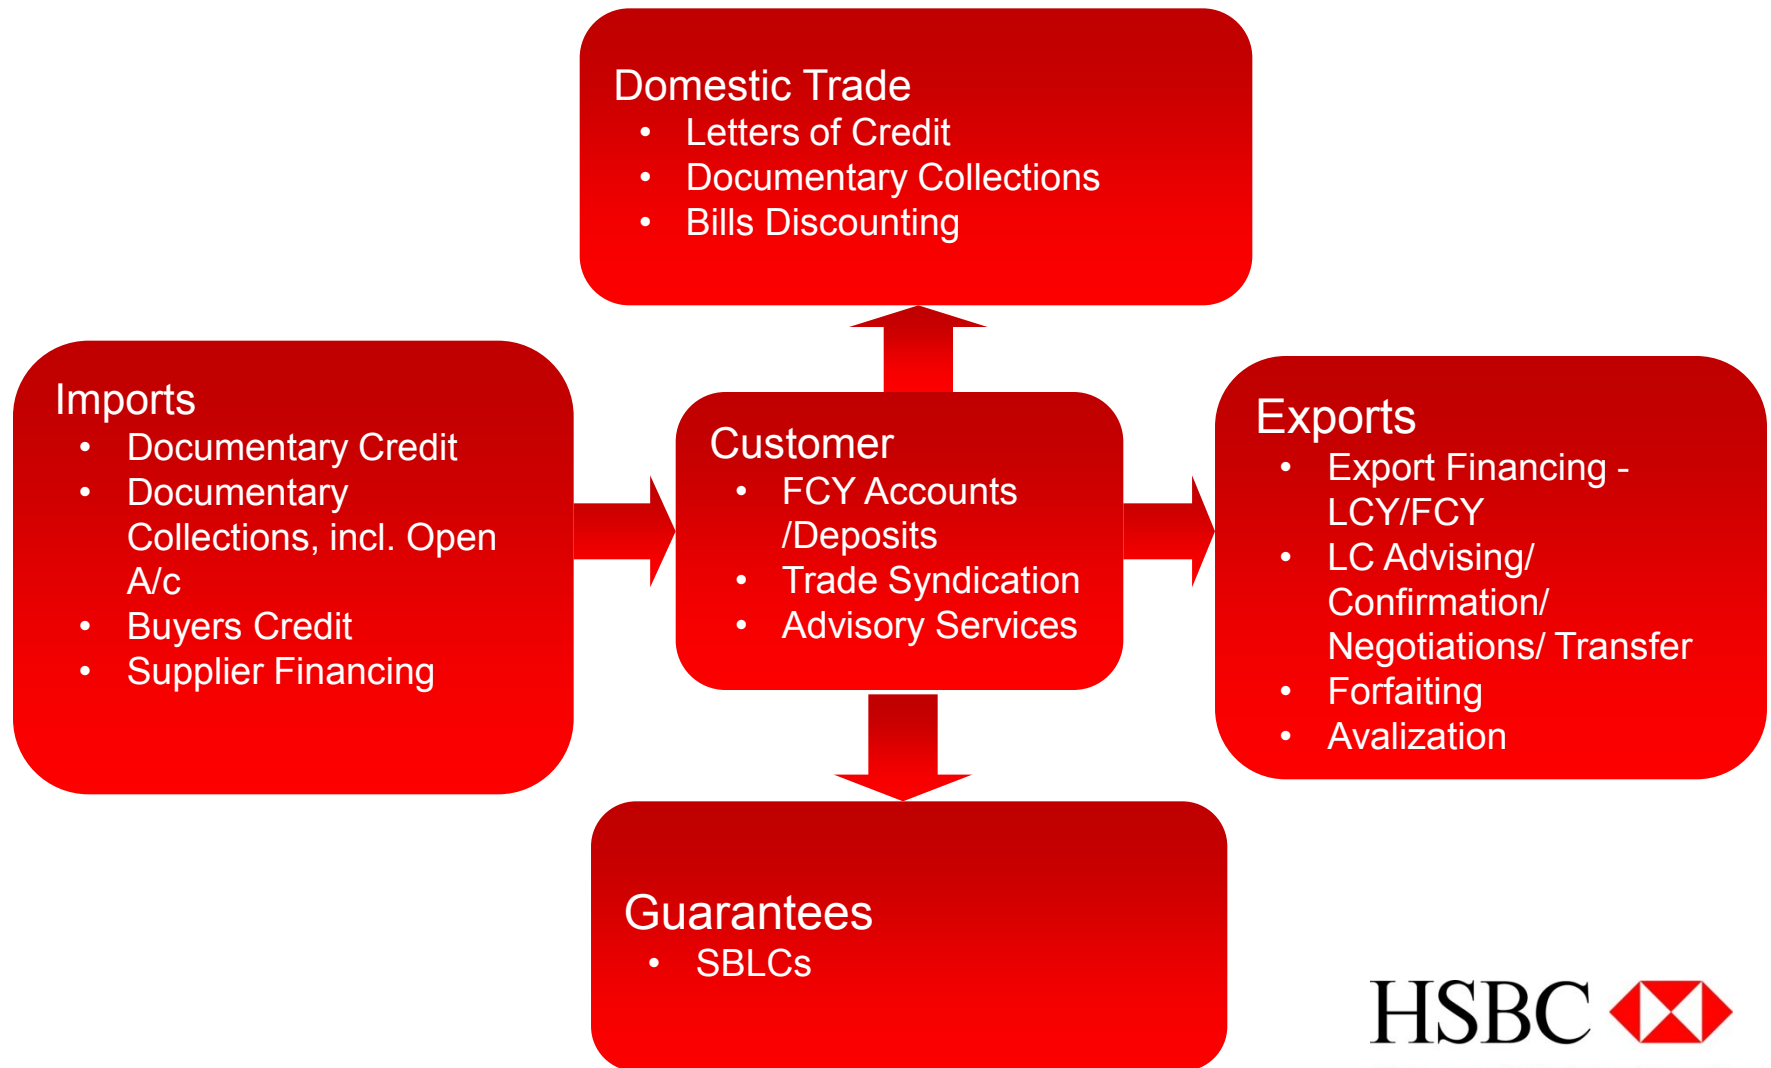 Domestic Trade
• Letters of Credit
• Documentary Collections
• Bills Discounting
Imports
• Documentary Credit
• Documentary
Collections, incl. Open
A/c
• Buyers Credit
• Supplier Financing
Customer
• FCY Accounts
/Deposits
• Trade Syndication
• Advisory Services
Exports
• Export Financing -
LCY/FCY
• LC Advising/
Confirmation/
Negotiations/ Transfer
• Forfaiting
• Avalization
Guarantees
• SBLCs
HSBC